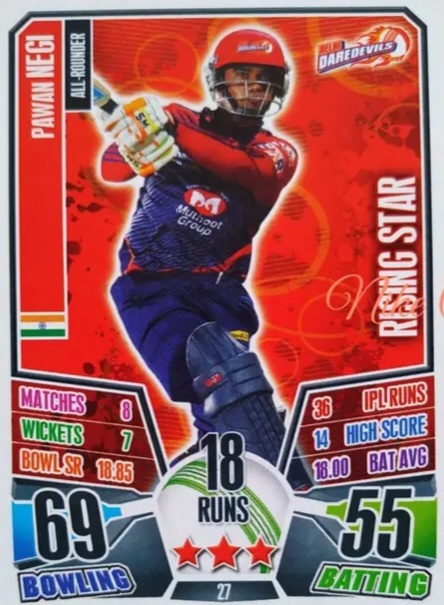 PAWAN NEGI
ALL-ROUNDER
DELHI
DAREDEVILS
Muthoot
Group
RISING STAR
MATCHES 8
WICKETS 7
BOWL SR 18.85
36 IPL RUNS
14 HIGH SCORE
18.00 BAT AVG
18
RUNS
69
BOWLING
55
BATTING
27